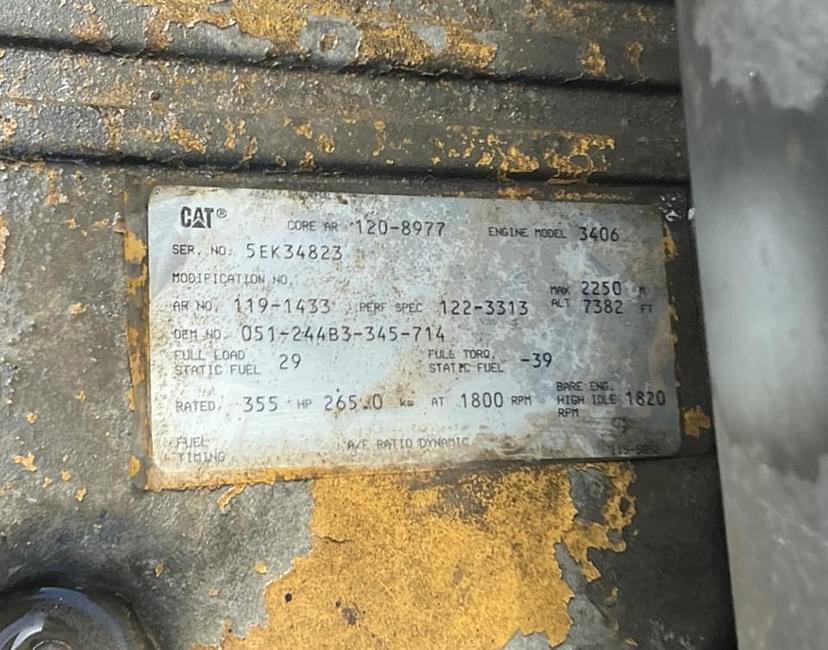 CAT® CORE AR 120-8977 ENGINE MODEL 3406
SER. NO. 5EK34823
MODIFICATION NO.
AR NO. 119-1433 PERF SPEC 122-3313 MAX ALT 2250 M 7382 FT
OEM NO. 051-244B3-345-714
FULL LOAD STATIC FUEL 29 FULL TORQ. STATIC FUEL -39
RATED. 355 HP 265.0 kw AT 1800 RPM BARE ENG. HIGH IDLE RPM 1820
FUEL TIMING A/F RATIO DYNAMIC